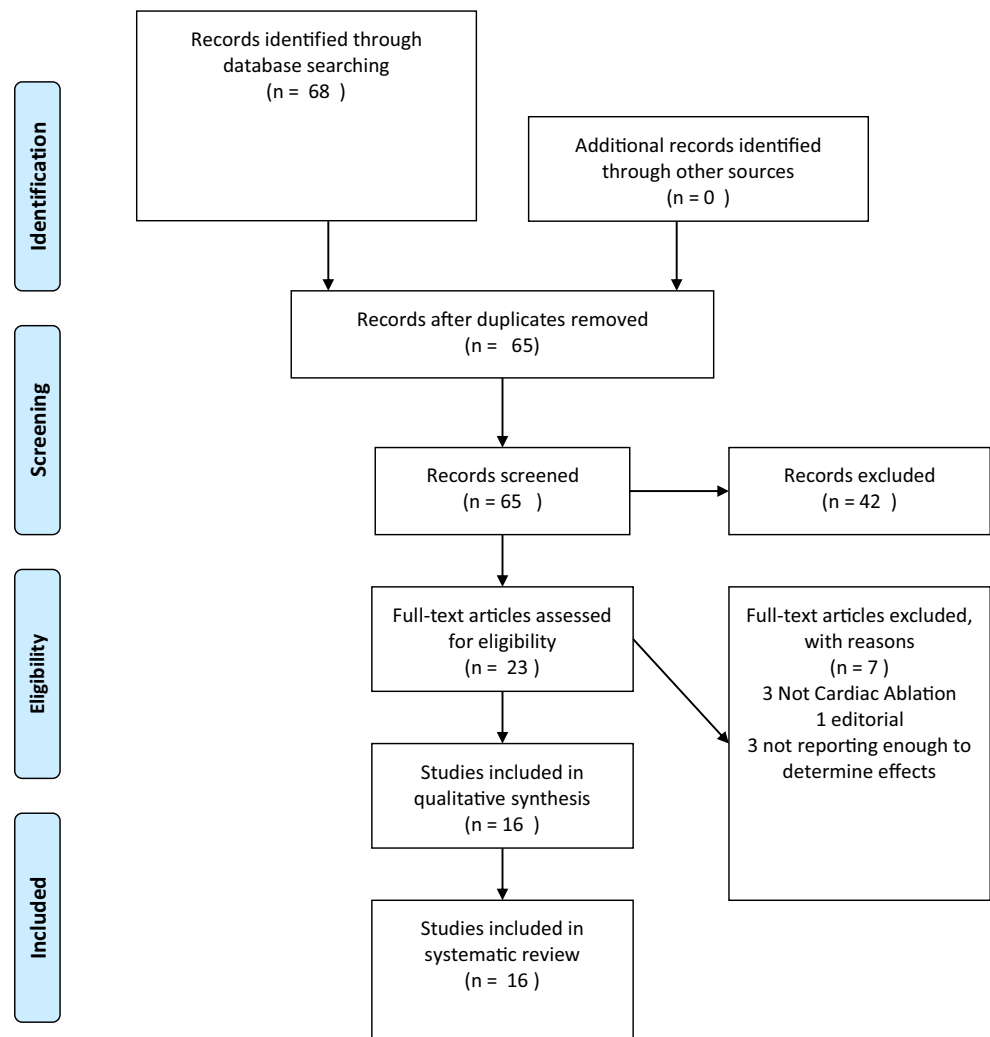 Identification
Records identified through
database searching
(n = 68 )
Additional records identified
through other sources
(n = 0 )
Screening
Records after duplicates removed
(n = 65)
Records screened
(n = 65 )
Records excluded
(n = 42 )
Eligibility
Full-text articles assessed
for eligibility
(n = 23 )
Full-text articles excluded,
with reasons
(n = 7 )
3 Not Cardiac Ablation
1 editorial
3 not reporting enough to
determine effects
Studies included in
qualitative synthesis
(n = 16 )
Included
Studies included in
systematic review
(n = 16 )